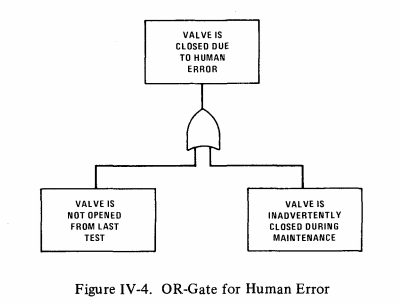 VALVE IS
CLOSED DUE
TO HUMAN
ERROR
VALVE IS
NOT OPENED
FROM LAST
TEST
VALVE IS
INADVERTENTLY
CLOSED DURING
MAINTENANCE
Figure IV-4. OR-Gate for Human Error